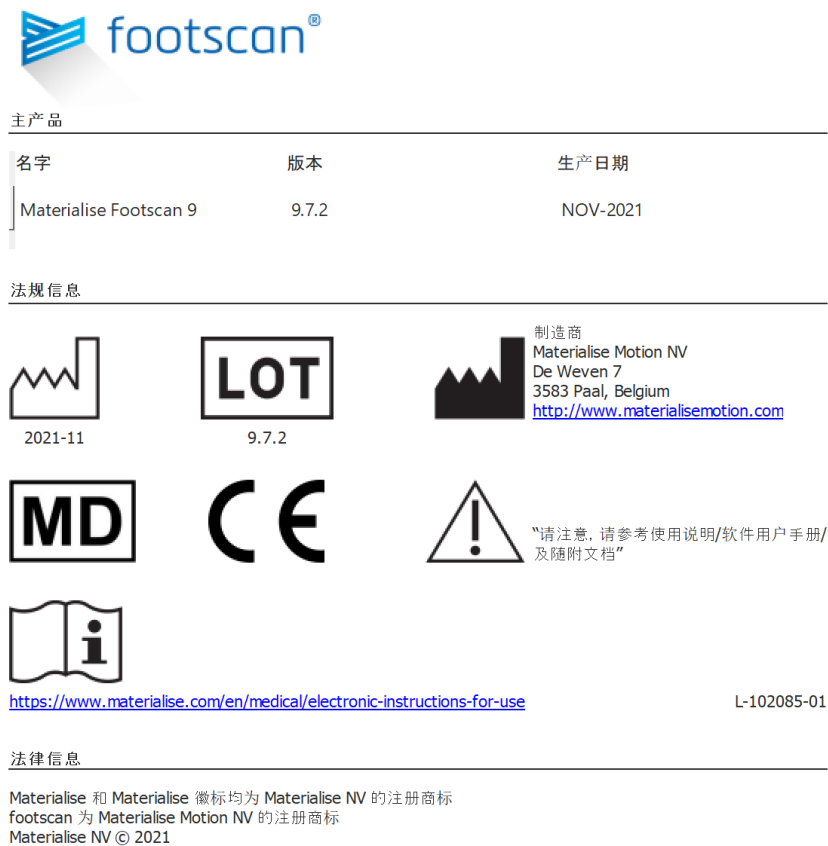 footscan®
主产品
名字 版本 生产日期
Materialise Footscan 9 9.7.2 NOV-2021
法规信息
LOT
制造商
Materialise Motion NV
De Weven 7
3583 Paal, Belgium
http://www.materialisemotion.com
2021-11 9.7.2
MD CE
“请注意, 请参考使用说明/软件用户手册/
及随附文档”
i
https://www.materialise.com/en/medical/electronic-instructions-for-use L-102085-01
法律信息
Materialise 和 Materialise 徽标均为 Materialise NV 的注册商标
footscan 为 Materialise Motion NV 的注册商标
Materialise NV © 2021